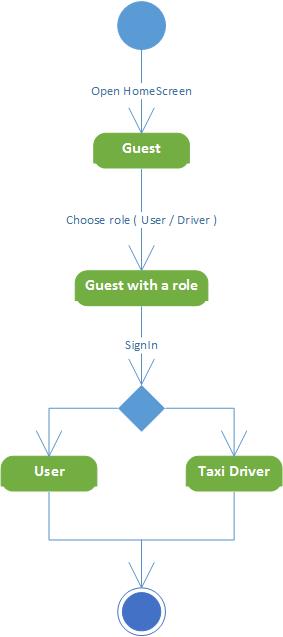 Open HomeScreen
Guest
Choose role ( User / Driver )
Guest with a role
SignIn
User
Taxi Driver